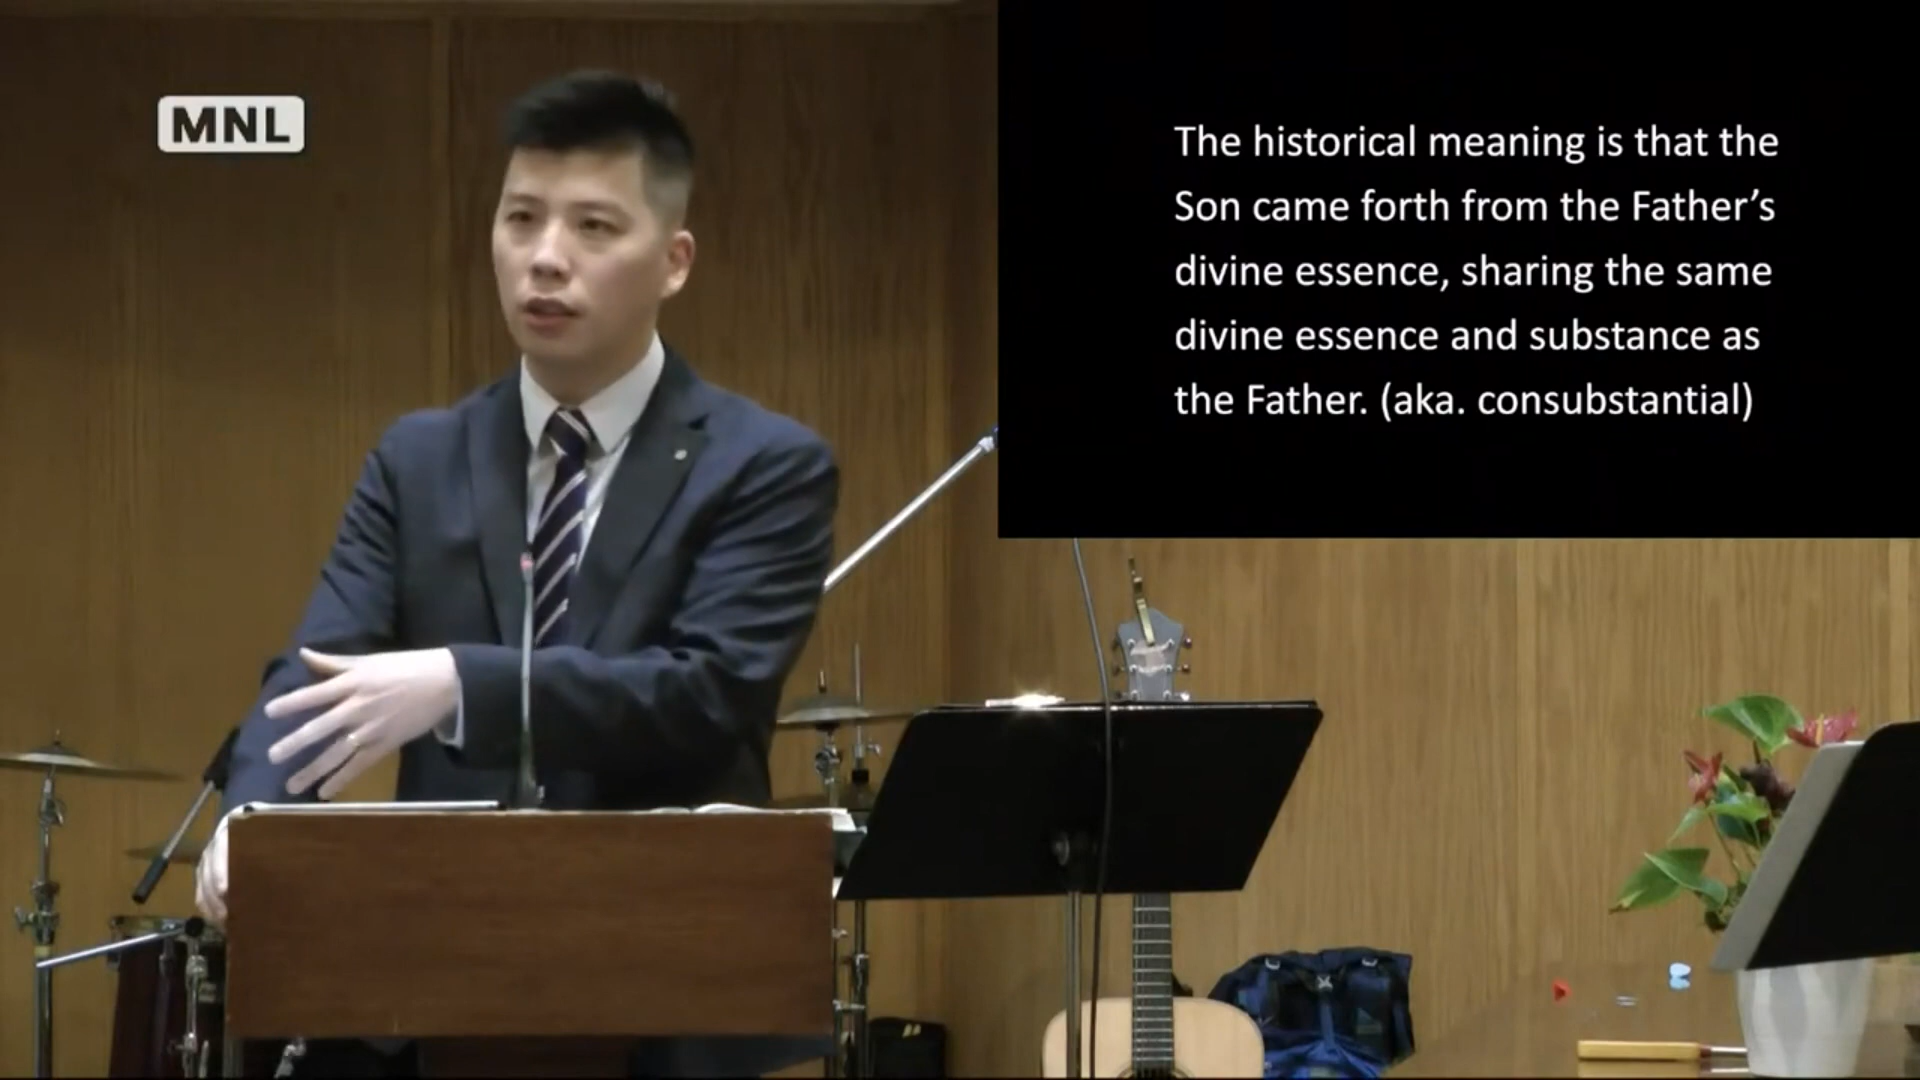 MNL
The historical meaning is that the
Son came forth from the Father’s
divine essence, sharing the same
divine essence and substance as
the Father. (aka. consubstantial)